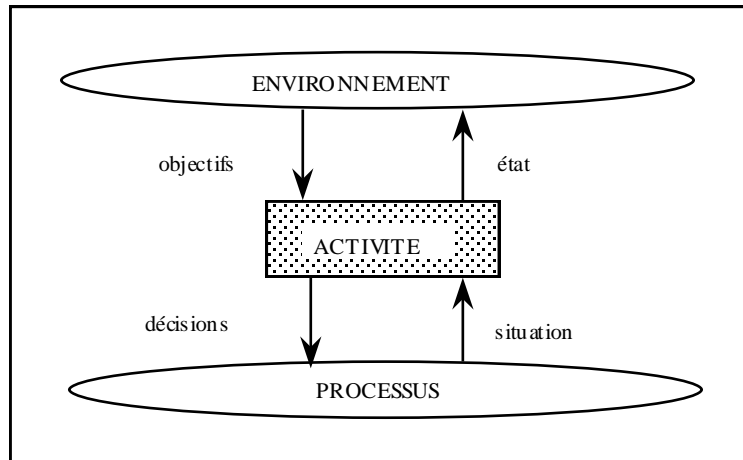 ENVIRONNEMENT
objectifs
état
ACTIVITE
décisions
situation
PROCESSUS